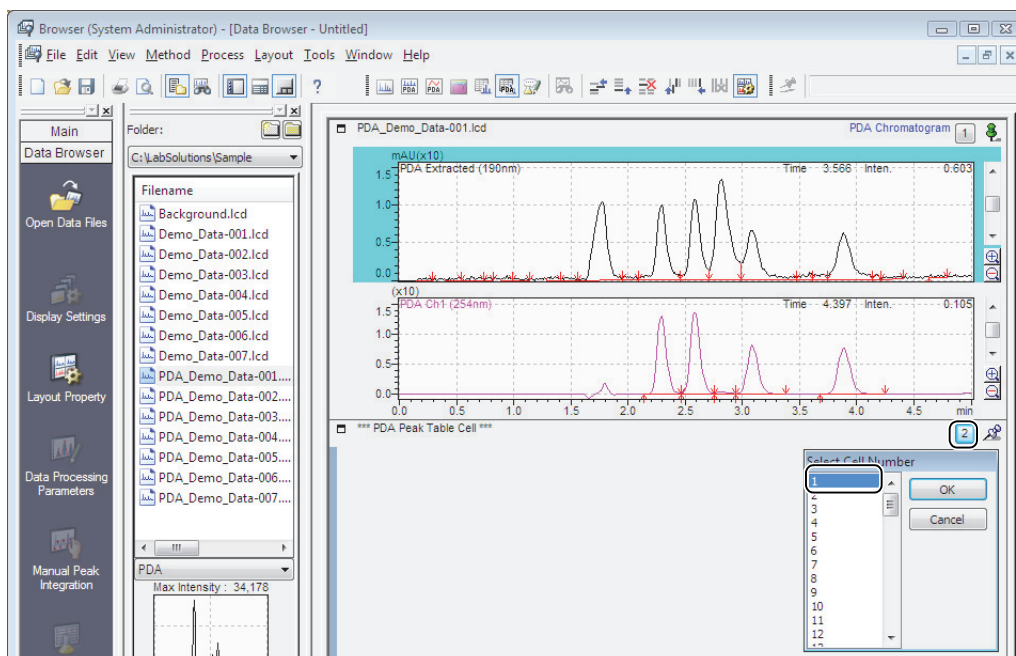 Browser (System Administrator) - [Data Browser - Untitled]
File Edit View Method Process Layout Tools Window Help
Main
Data Browser
Open Data Files
Display Settings
Layout Property
Data Processing
Parameters
Manual Peak
Integration
Folder:
C:\LabSolutions\Sample
Filename
Background.lcd
Demo_Data-001.lcd
Demo_Data-002.lcd
Demo_Data-003.lcd
Demo_Data-004.lcd
Demo_Data-005.lcd
Demo_Data-006.lcd
Demo_Data-007.lcd
PDA_Demo_Data-001....
PDA_Demo_Data-002....
PDA_Demo_Data-003....
PDA_Demo_Data-004....
PDA_Demo_Data-005....
PDA_Demo_Data-006....
PDA_Demo_Data-007....
PDA
Max Intensity : 34,178
PDA_Demo_Data-001.lcd PDA Chromatogram 1
mAU(x10)
PDA Extracted (190nm) Time 3.566 Inten. 0.603
1.5
1.0
0.5
0.0
(x10)
PDA Ch1 (254nm) Time 4.397 Inten. 0.105
1.5
1.0
0.5
0.0
0.0 0.5 1.0 1.5 2.0 2.5 3.0 3.5 4.0 4.5 min
*** PDA Peak Table Cell *** 2
Select Cell Number
1
2
3
4
5
6
7
8
9
10
11
12
OK
Cancel